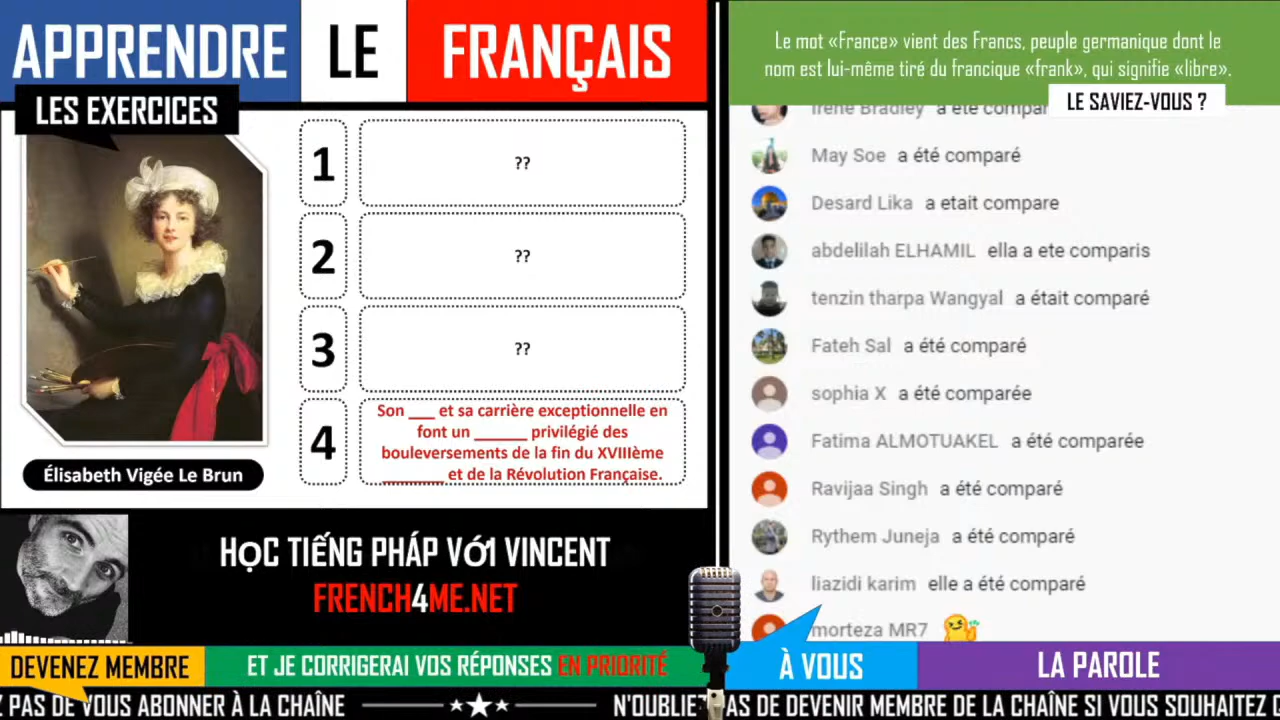 APPRENDRE LE FRANÇAIS
LES EXERCICES
1 ??
2 ??
3 ??
4
Son ___ et sa carrière exceptionnelle en
font un ______ privilégié des
bouleversements de la fin du XVIIIème
_______ et de la Révolution Française.
Élisabeth Vigée Le Brun
HỌC TIẾNG PHÁP VỚI VINCENT
FRENCH4ME.NET
DEVENEZ MEMBRE
ET JE CORRIGERAI VOS RÉPONSES EN PRIORITÉ
Le mot «France» vient des Francs, peuple germanique dont le
nom est lui-même tiré du francique «frank», qui signifie «libre».
LE SAVIEZ-VOUS ?
Irene Bradley a été compar
May Soe a été comparé
Desard Lika a etait compare
abdelilah ELHAMIL ella a ete comparis
tenzin tharpa Wangyal a était comparé
Fateh Sal a été comparé
sophia X a été comparée
Fatima ALMOTUAKEL a été comparée
Ravijaa Singh a été comparé
Rythem Juneja a été comparé
liazidi karim elle a été comparé
morteza MR7
À VOUS LA PAROLE
Z PAS DE VOUS ABONNER À LA CHAÎNE N'OUBLIE AS DE DEVENIR MEMBRE DE LA CHAÎNE SI VOUS SOUHAITEZ